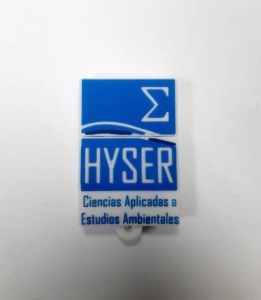 Σ
HYSER
Ciencias Aplicadas a
Estudios Ambientales